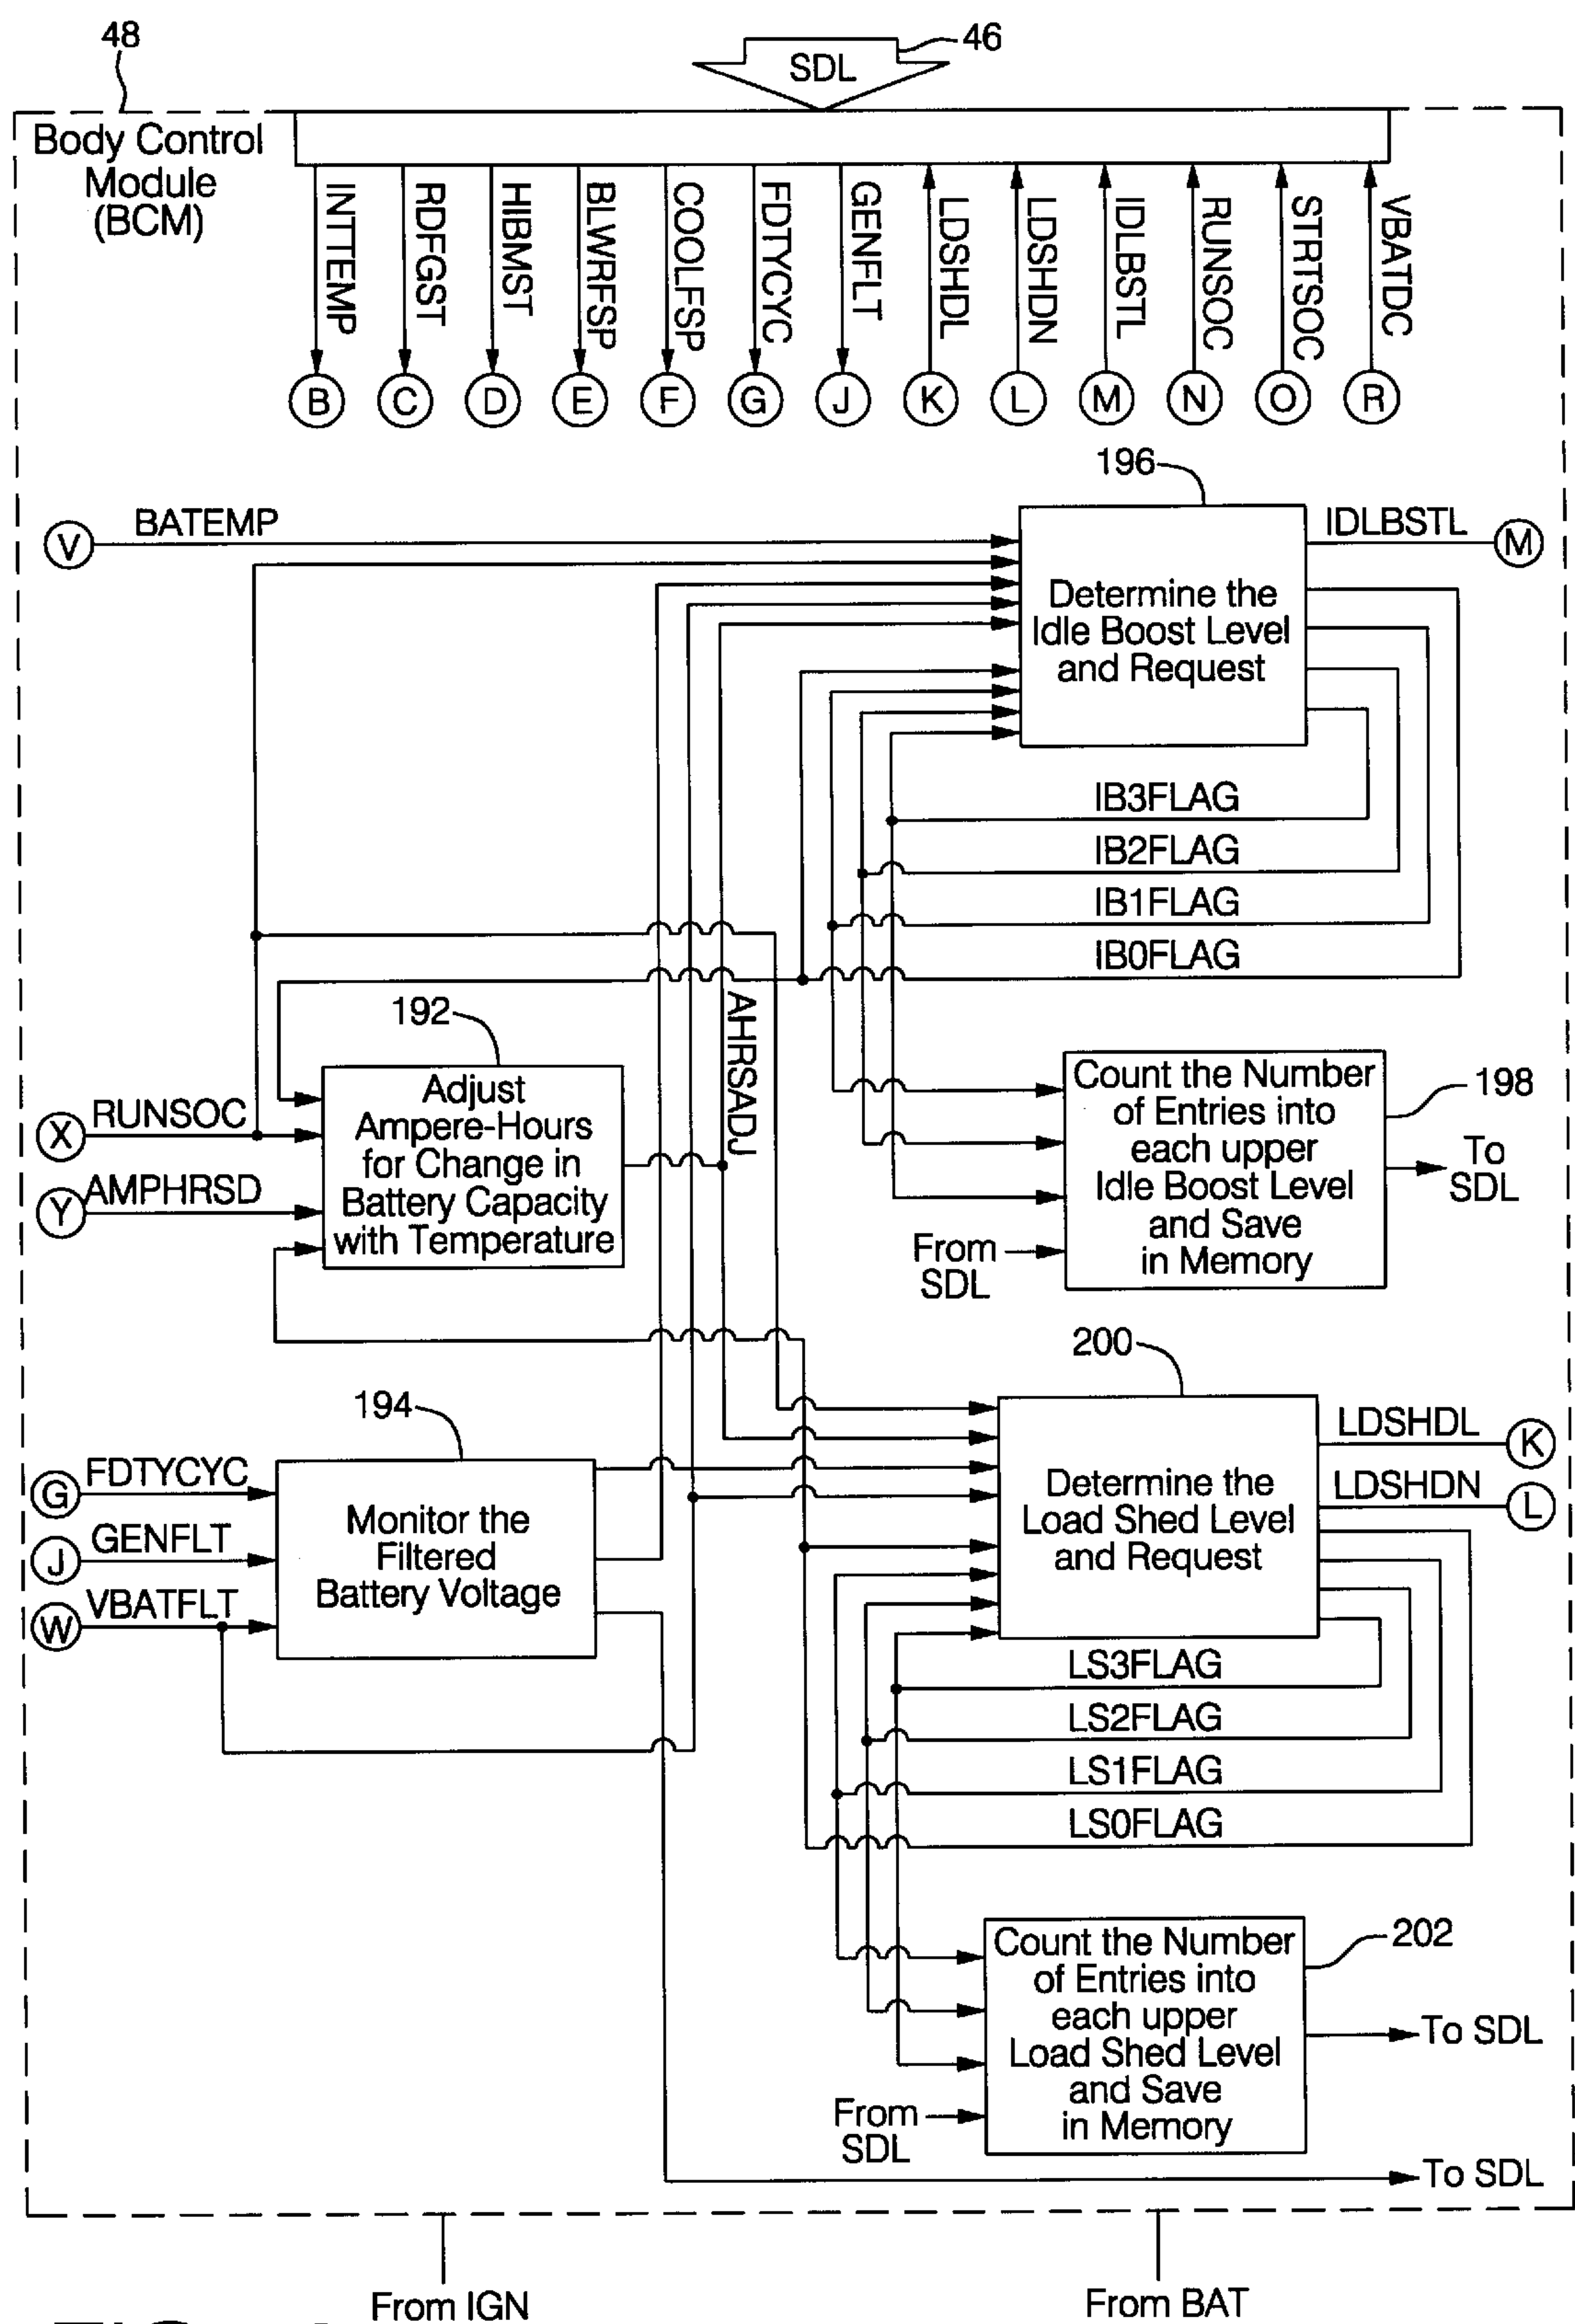 48
46
SDL
Body Control
Module
(BCM)
INTTEMP
RDFGST
HIBMST
BLWRFSP
COOLFSP
FDTYCYC
GENFLT
LDSHDL
LDSHDN
IDLBSTL
RUNSOC
STRTSOC
VBATDC
B
C
D
E
F
G
J
K
L
M
N
O
R
196
V
BATEMP
IDLBSTL
M
Determine the
Idle Boost Level
and Request
IB3FLAG
IB2FLAG
IB1FLAG
IB0FLAG
192
AHRSADJ
Adjust
Ampere-Hours
for Change in
Battery Capacity
with Temperature
X
RUNSOC
Y
AMPHRSD
198
Count the Number
of Entries into
each upper
Idle Boost Level
and Save
in Memory
To
SDL
From
SDL
200
194
G
FDTYCYC
J
GENFLT
W
VBATFLT
Monitor the
Filtered
Battery Voltage
Determine the
Load Shed Level
and Request
LDSHDL
K
LDSHDN
L
LS3FLAG
LS2FLAG
LS1FLAG
LS0FLAG
202
Count the Number
of Entries into
each upper
Load Shed Level
and Save
in Memory
To SDL
From
SDL
To SDL
From IGN
From BAT